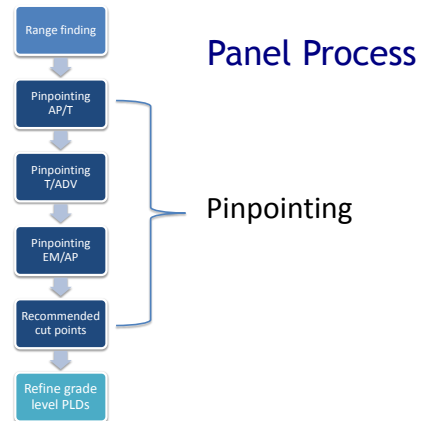 Panel Process
Range finding
Pinpointing
AP/T
Pinpointing
T/ADV
Pinpointing
EM/AP
Recommended
cut points
Refine grade
level PLDs
Pinpointing